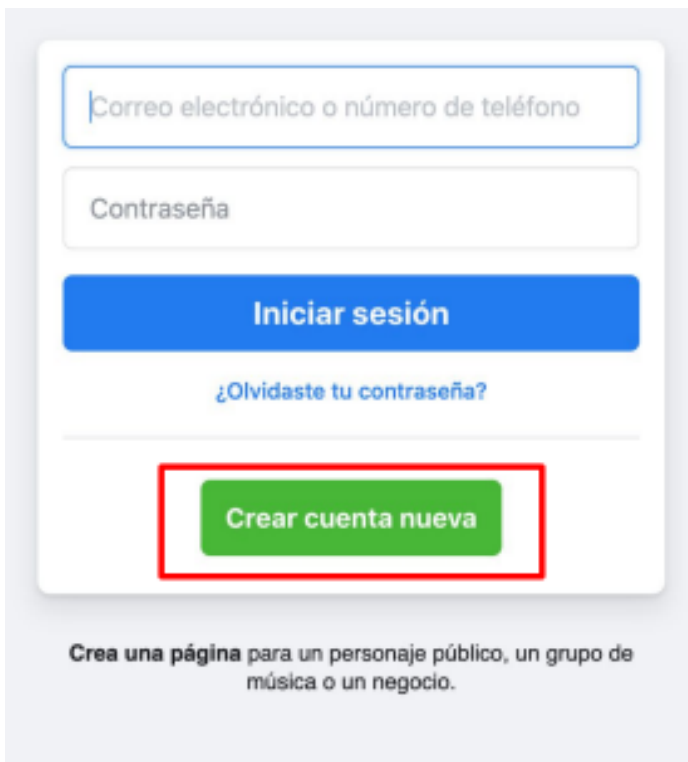 Correo electrónico o número de teléfono
Contraseña
Iniciar sesión
¿Olvidaste tu contraseña?
Crear cuenta nueva
Crea una página para un personaje público, un grupo de
música o un negocio.